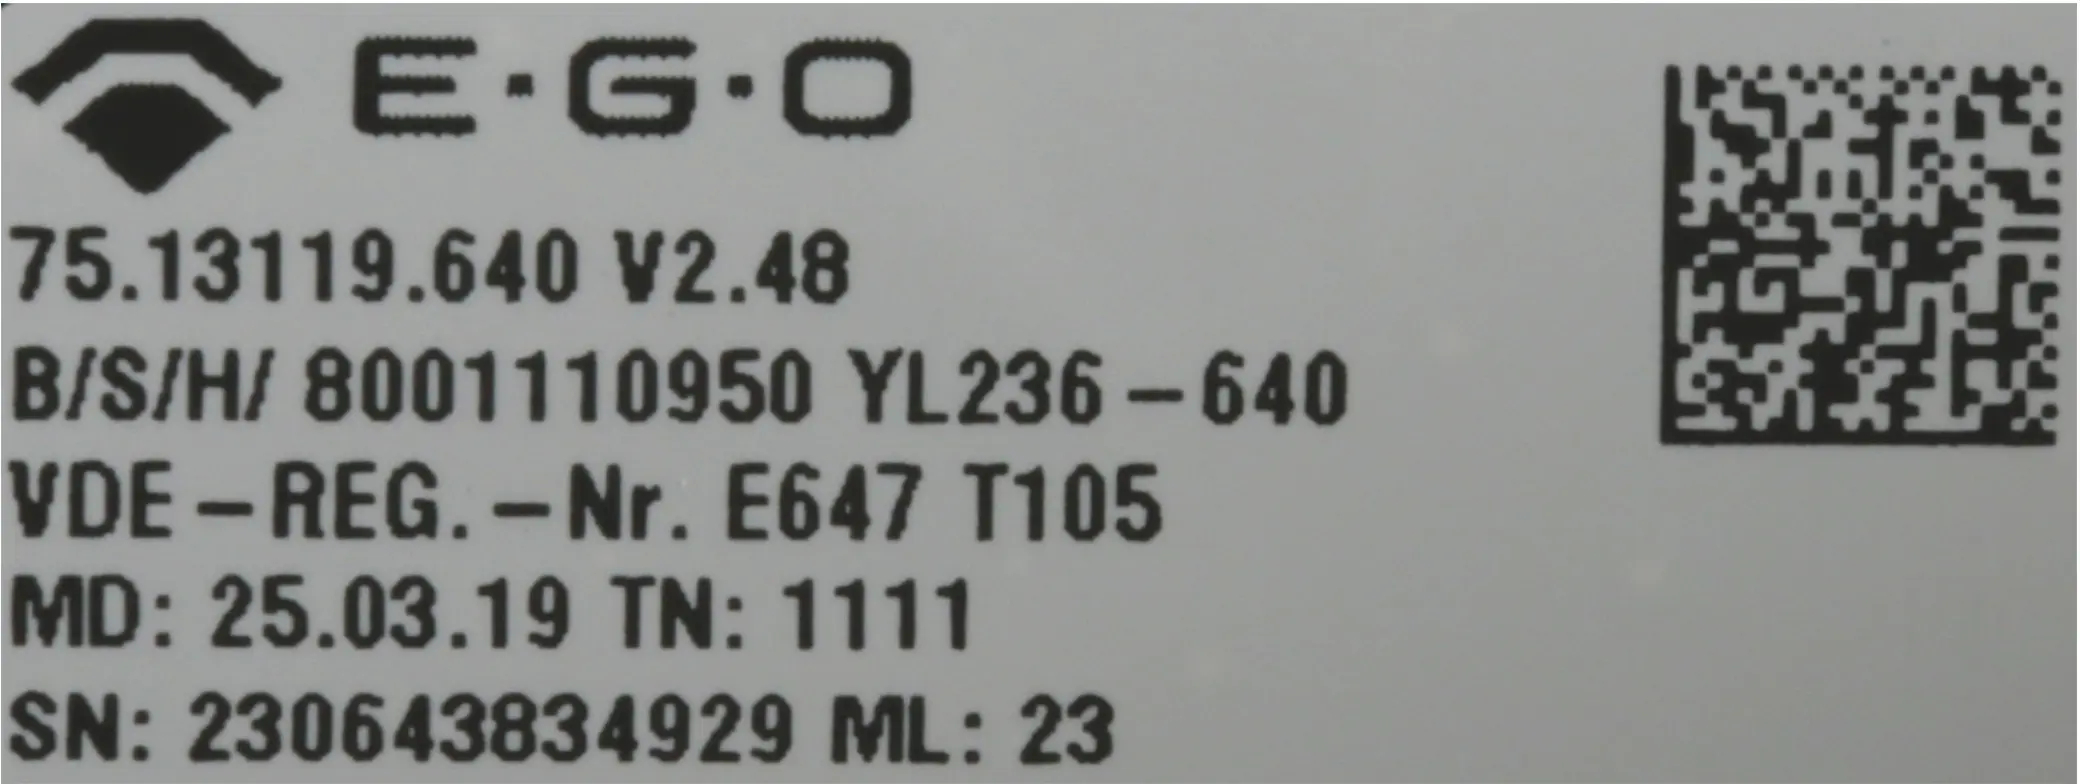 E·G·O
75.13119.640 V2.48
B/S/H/ 8001110950 YL236-640
VDE-REG.-Nr. E647 T105
MD: 25.03.19 TN: 1111
SN: 230643834929 ML: 23